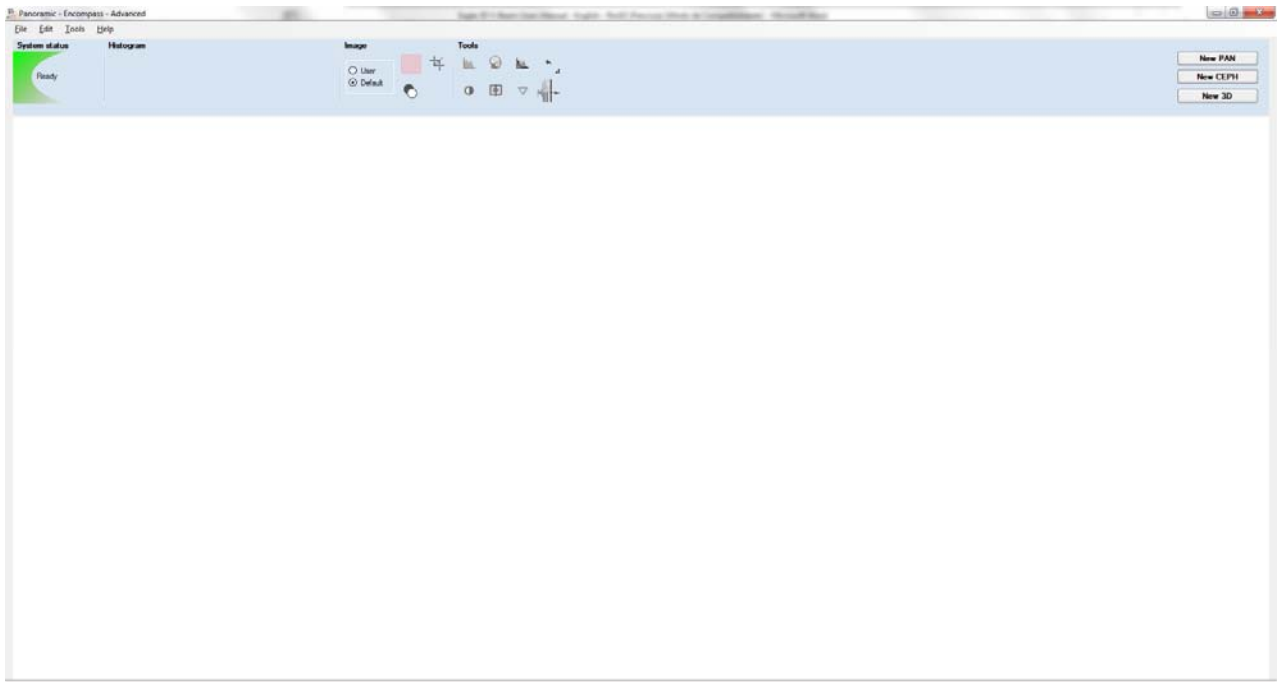 Panoramic - Encompass - Advanced
File Edit Tools Help
System status Histogram Image Tools
Ready
User
Default
New PAN
New CEPH
New 3D